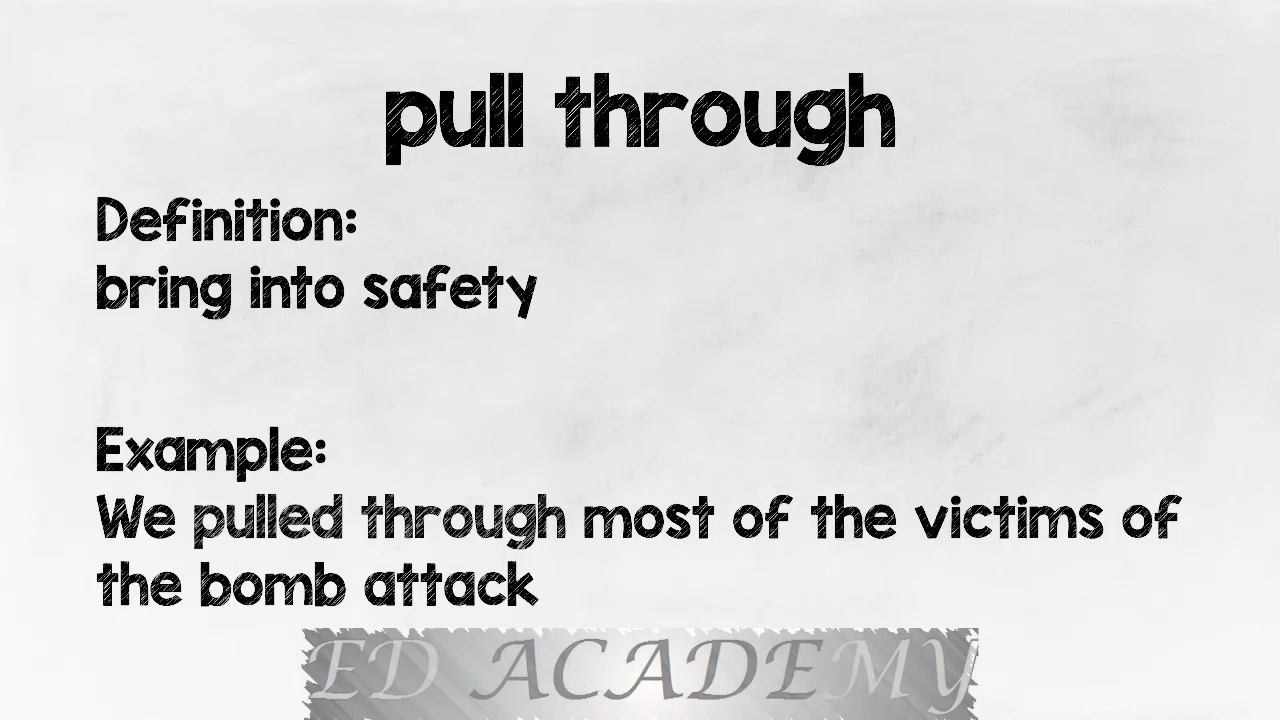 pull through
Definition:
bring into safety
Example:
We pulled through most of the victims of
the bomb attack
ED ACADEMY